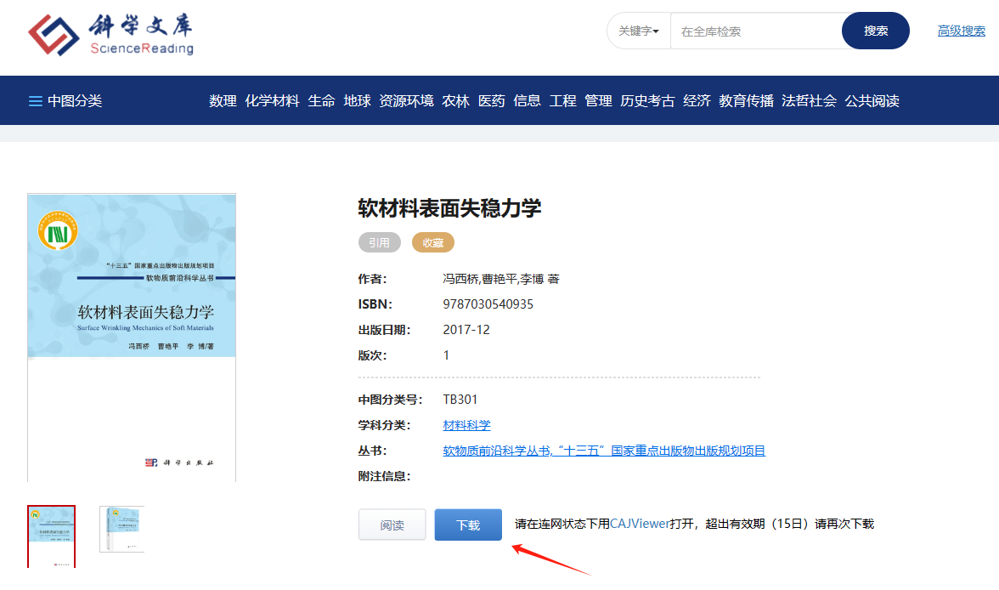 科学文库
ScienceReading
关键字 在全库检索 搜索 高级搜索
中图分类 数理 化学材料 生命 地球 资源环境 农林 医药 信息 工程 管理 历史考古 经济 教育传播 法哲社会 公共阅读
“十三五”国家重点出版物出版规划项目
软物质前沿科学丛书
软材料表面失稳力学
Surface Wrinkling Mechanics of Soft Materials
冯西桥 曹艳平 李 博/著
科学出版社
软材料表面失稳力学
引用 收藏
作者: 冯西桥,曹艳平,李博 著
ISBN: 9787030540935
出版日期: 2017-12
版次: 1
中图分类号: TB301
学科分类: 材料科学
丛书: 软物质前沿科学丛书,“十三五”国家重点出版物出版规划项目
附注信息:
阅读 下载 请在连网状态下用CAJViewer打开，超出有效期（15日）请再次下载